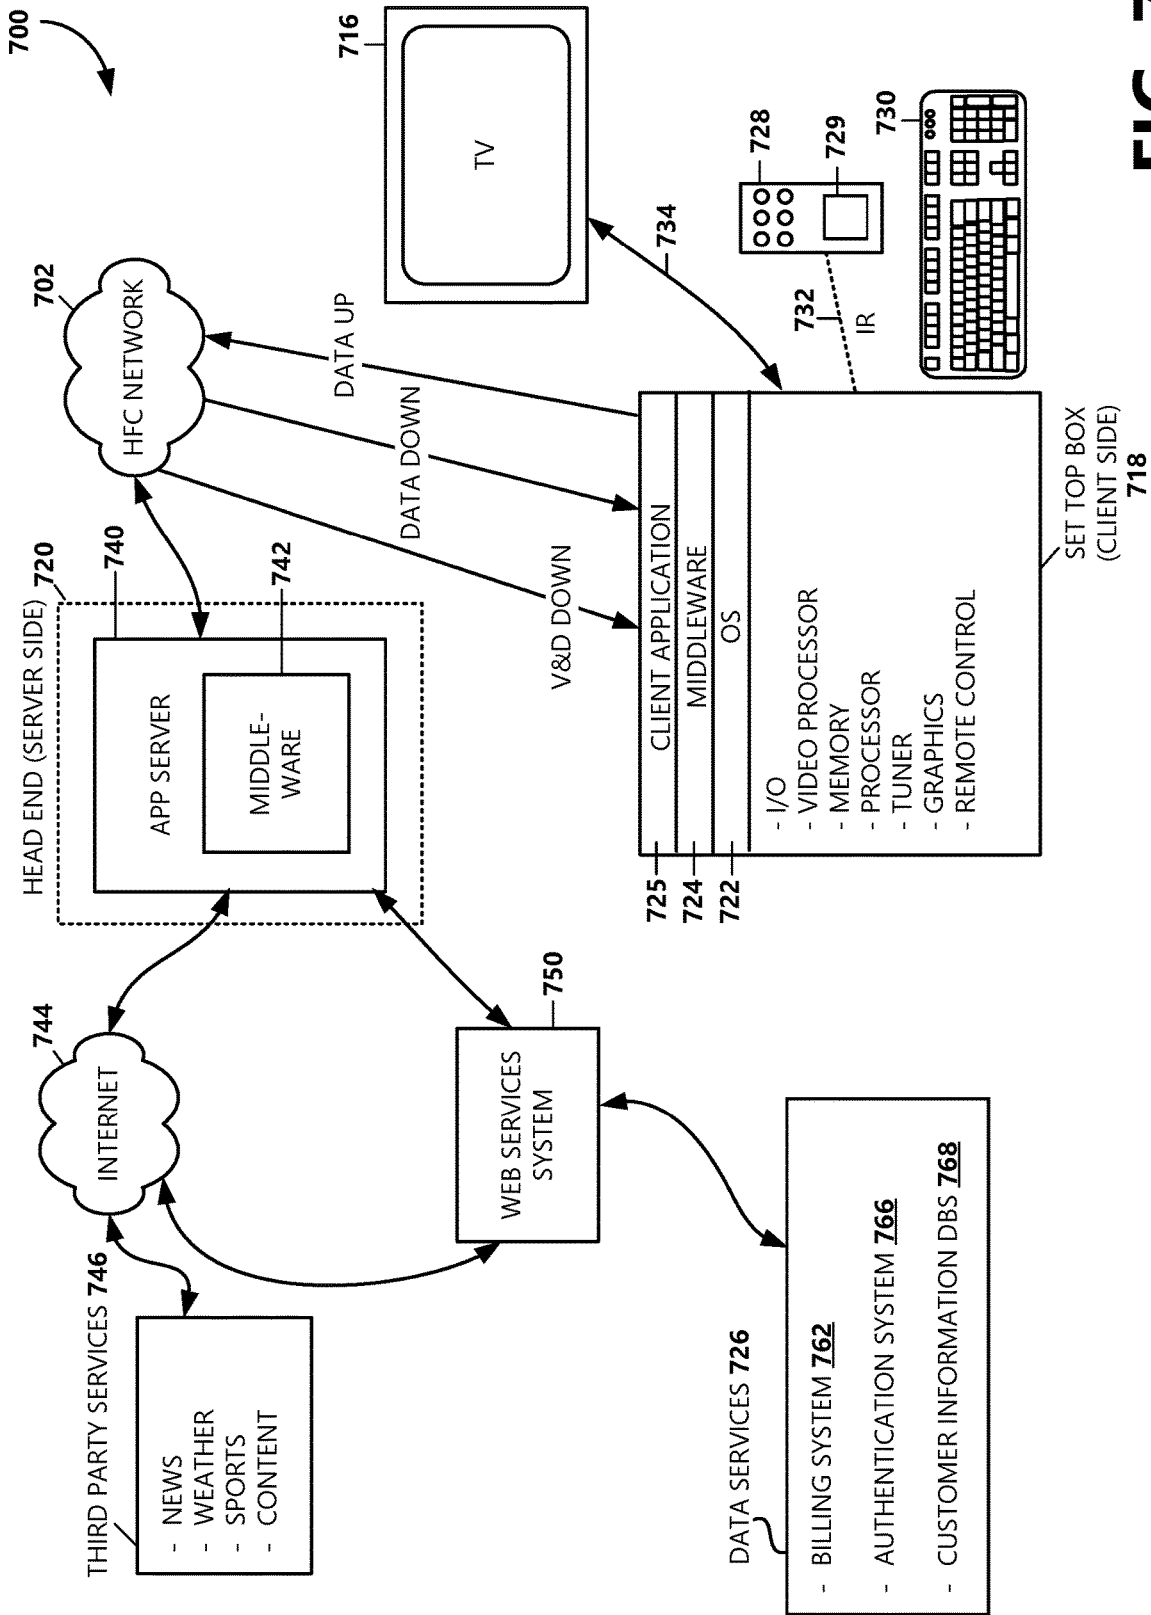 700
THIRD PARTY SERVICES 746
- NEWS
- WEATHER
- SPORTS
- CONTENT
744
INTERNET
HEAD END (SERVER SIDE) 720
740
APP SERVER
742
MIDDLE-
WARE
702
HFC NETWORK
716
TV
DATA UP
DATA DOWN
V&D DOWN
734
750
WEB SERVICES
SYSTEM
725
CLIENT APPLICATION
724
MIDDLEWARE
722
OS
- I/O
- VIDEO PROCESSOR
- MEMORY
- PROCESSOR
- TUNER
- GRAPHICS
- REMOTE CONTROL
732
IR
728
729
730
SET TOP BOX
(CLIENT SIDE)
718
DATA SERVICES 726
- BILLING SYSTEM 762
- AUTHENTICATION SYSTEM 766
- CUSTOMER INFORMATION DBS 768